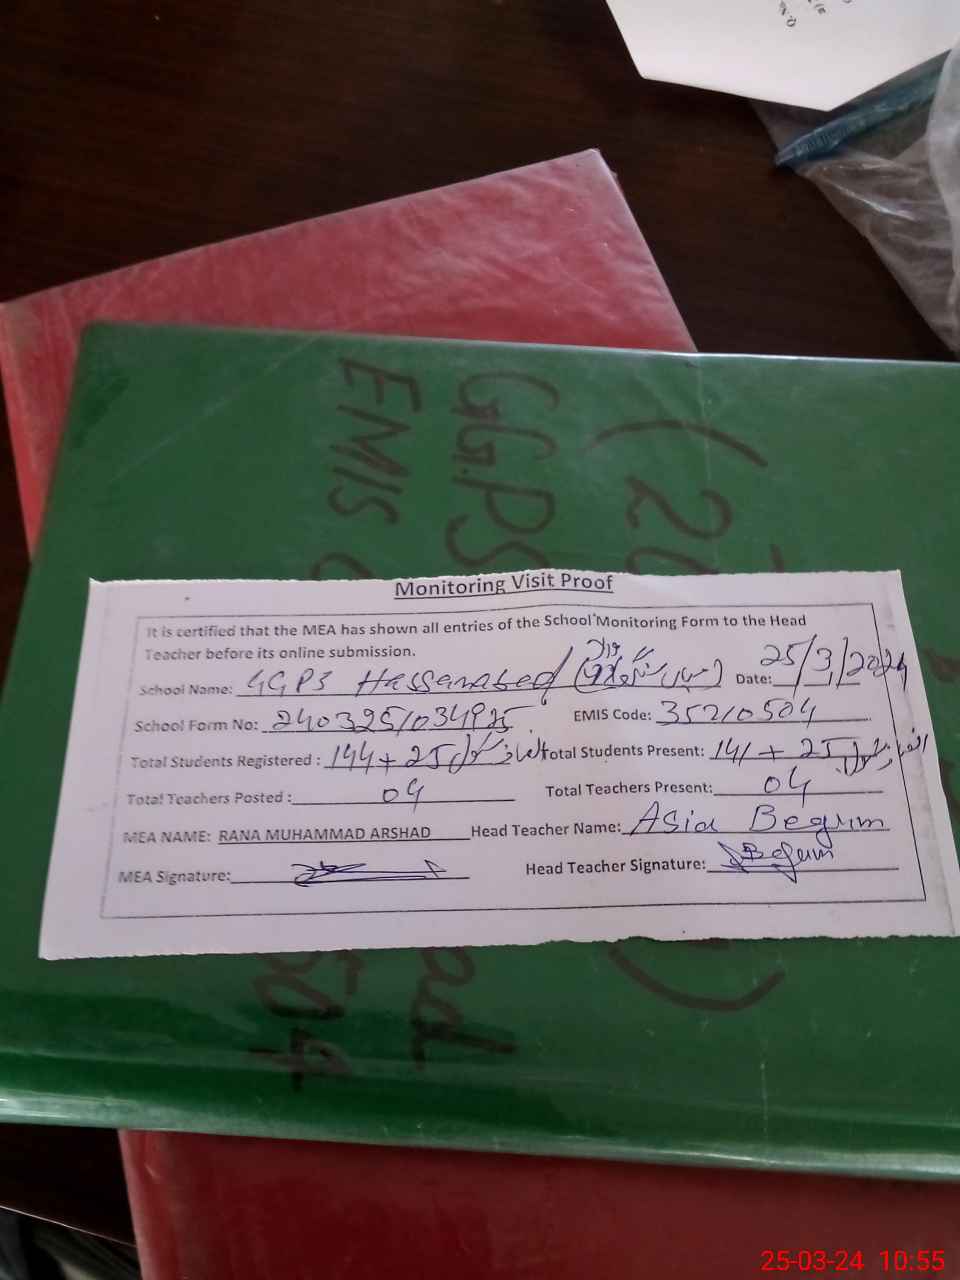 EMIS
GGPS
(20
Monitoring Visit Proof
It is certified that the MEA has shown all entries of the School Monitoring Form to the Head
Teacher before its online submission.
School Name: GGPS Hassanabad Date: 25/3/2024
School Form No: 2403251034925 EMIS Code: 35210504
Total Students Registered : 144+25 Total Students Present: 141+25
Total Teachers Posted : 04 Total Teachers Present: 04
MEA NAME: RANA MUHAMMAD ARSHAD Head Teacher Name: Asia Begum
MEA Signature: Head Teacher Signature: Begum
ad
504
)
25-03-24 10:55